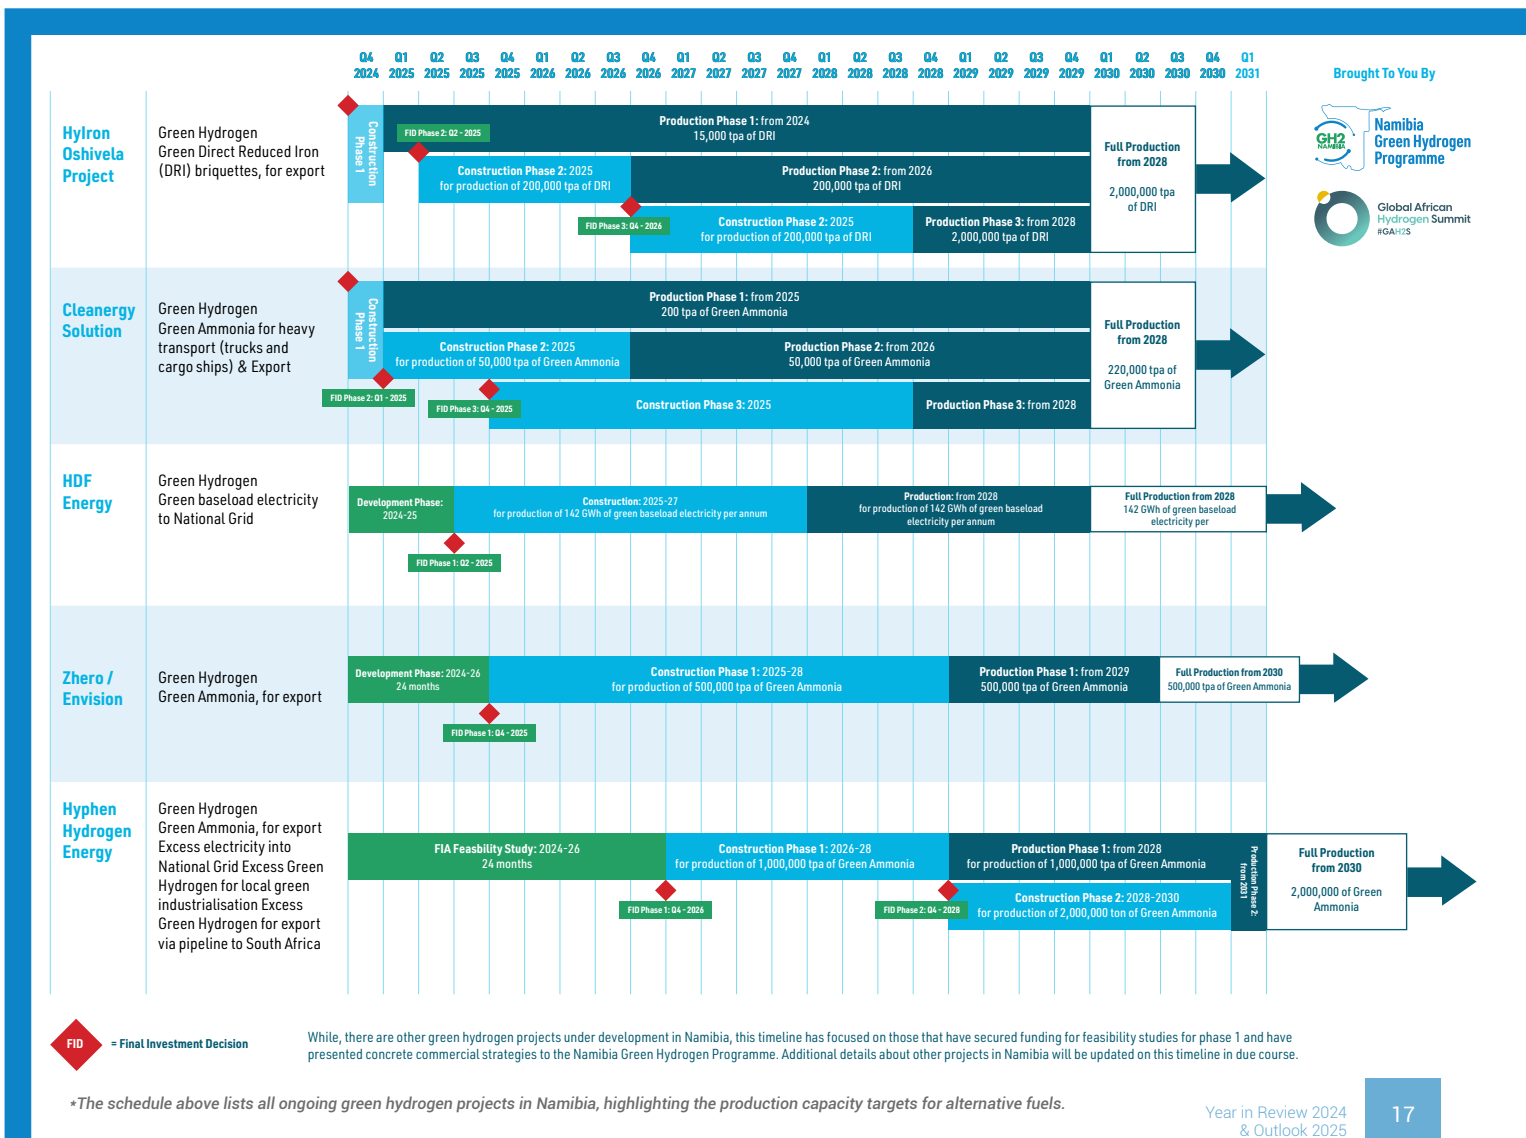 Q4 Q1 Q2 Q3 Q4 Q1 Q2 Q3 Q4 Q1 Q2 Q3 Q4 Q1 Q2 Q3 Q4 Q1 Q2 Q3 Q4 Q1 Q2 Q3 Q4 Q1
2024 2025 2025 2025 2025 2026 2026 2026 2026 2027 2027 2027 2027 2028 2028 2028 2028 2029 2029 2029 2029 2030 2030 2030 2030 2031
Brought To You By
GH2
NAMIBIA
Namibia
Green Hydrogen
Programme
Global African
Hydrogen Summit
#GAH2S
HyIron
Oshivela
Project
Green Hydrogen
Green Direct Reduced Iron
(DRI) briquettes, for export
Construction
Phase 1
Production Phase 1: from 2024
15,000 tpa of DRI
FID Phase 2: Q2 - 2025
Construction Phase 2: 2025
for production of 200,000 tpa of DRI
Production Phase 2: from 2026
200,000 tpa of DRI
FID Phase 3: Q4 - 2026
Construction Phase 2: 2025
for production of 200,000 tpa of DRI
Production Phase 3: from 2028
2,000,000 tpa of DRI
Full Production
from 2028
2,000,000 tpa
of DRI
Cleanergy
Solution
Green Hydrogen
Green Ammonia for heavy
transport (trucks and
cargo ships) & Export
Construction
Phase 1
Production Phase 1: from 2025
200 tpa of Green Ammonia
Construction Phase 2: 2025
for production of 50,000 tpa of Green Ammonia
Production Phase 2: from 2026
50,000 tpa of Green Ammonia
FID Phase 2: Q1 - 2025
FID Phase 3: Q4 - 2025
Construction Phase 3: 2025
Production Phase 3: from 2028
Full Production
from 2028
220,000 tpa of
Green Ammonia
HDF
Energy
Green Hydrogen
Green baseload electricity
to National Grid
Development Phase:
2024-25
Construction: 2025-27
for production of 142 GWh of green baseload electricity per annum
Production: from 2028
for production of 142 GWh of green baseload
electricity per annum
Full Production from 2028
142 GWh of green baseload
electricity per
FID Phase 1: Q2 - 2025
Zhero /
Envision
Green Hydrogen
Green Ammonia, for export
Development Phase: 2024-26
24 months
Construction Phase 1: 2025-28
for production of 500,000 tpa of Green Ammonia
Production Phase 1: from 2029
500,000 tpa of Green Ammonia
Full Production from 2030
500,000 tpa of Green Ammonia
FID Phase 1: Q4 - 2025
Hyphen
Hydrogen
Energy
Green Hydrogen
Green Ammonia, for export
Excess electricity into
National Grid Excess Green
Hydrogen for local green
industrialisation Excess
Green Hydrogen for export
via pipeline to South Africa
FIA Feasbility Study: 2024-26
24 months
Construction Phase 1: 2026-28
for production of 1,000,000 tpa of Green Ammonia
Production Phase 1: from 2028
for production of 1,000,000 tpa of Green Ammonia
FID Phase 1: Q4 - 2026
FID Phase 2: Q4 - 2028
Construction Phase 2: 2028-2030
for production of 2,000,000 ton of Green Ammonia
Production Phase 2:
from 2031
Full Production
from 2030
2,000,000 of Green
Ammonia
FID
= Final Investment Decision
While, there are other green hydrogen projects under development in Namibia, this timeline has focused on those that have secured funding for feasibility studies for phase 1 and have
presented concrete commercial strategies to the Namibia Green Hydrogen Programme. Additional details about other projects in Namibia will be updated on this timeline in due course.
*The schedule above lists all ongoing green hydrogen projects in Namibia, highlighting the production capacity targets for alternative fuels.
Year in Review 2024
& Outlook 2025
17